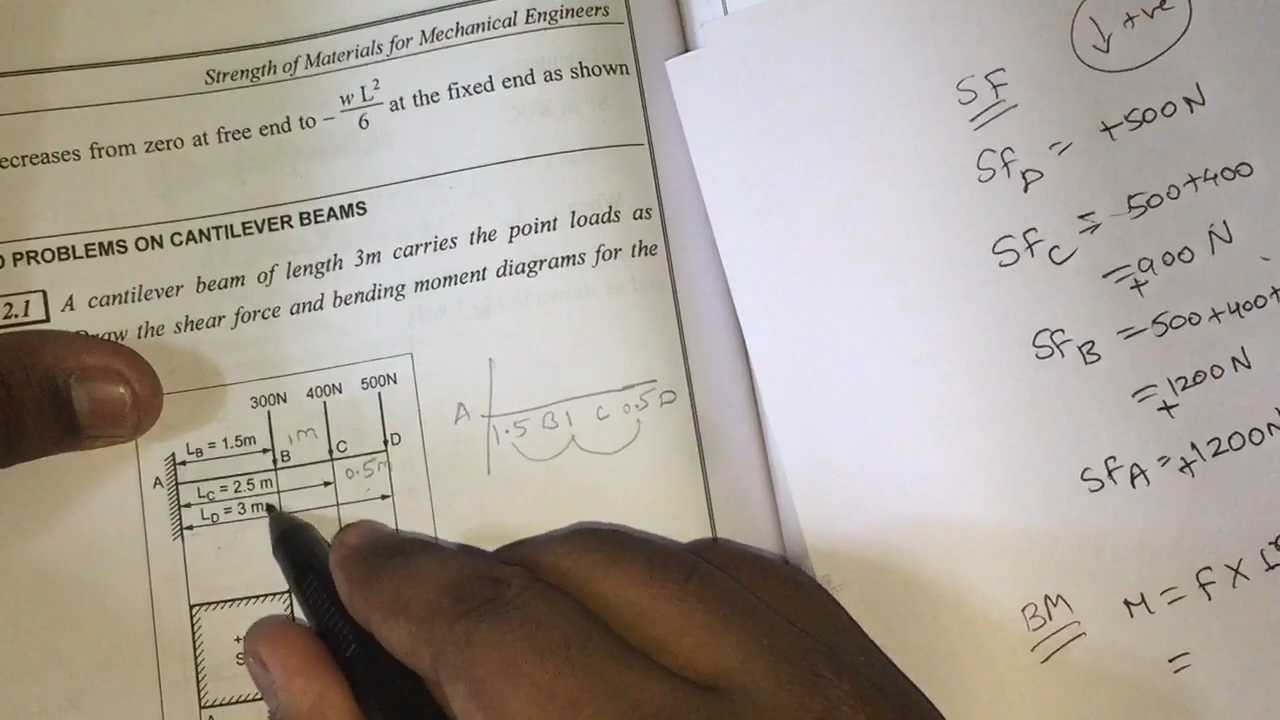 Strength of Materials for Mechanical Engineers
ecreases from zero at free end to - w L² / 6 at the fixed end as shown
PROBLEMS ON CANTILEVER BEAMS
2.1 A cantilever beam of length 3m carries the point loads as
the shear force and bending moment diagrams for the
300N 400N 500N
L_B = 1.5m 1m
A B C D
L_C = 2.5 m 0.5m
L_D = 3 m
+
S
A 1.5 B 1 C 0.5 D
↓ +ve
SF
SF_D = +500N
SF_C = 500+400
= +900 N
SF_B = 500+400+
= +1200N
SF_A = +1200N
BM M = F X
=